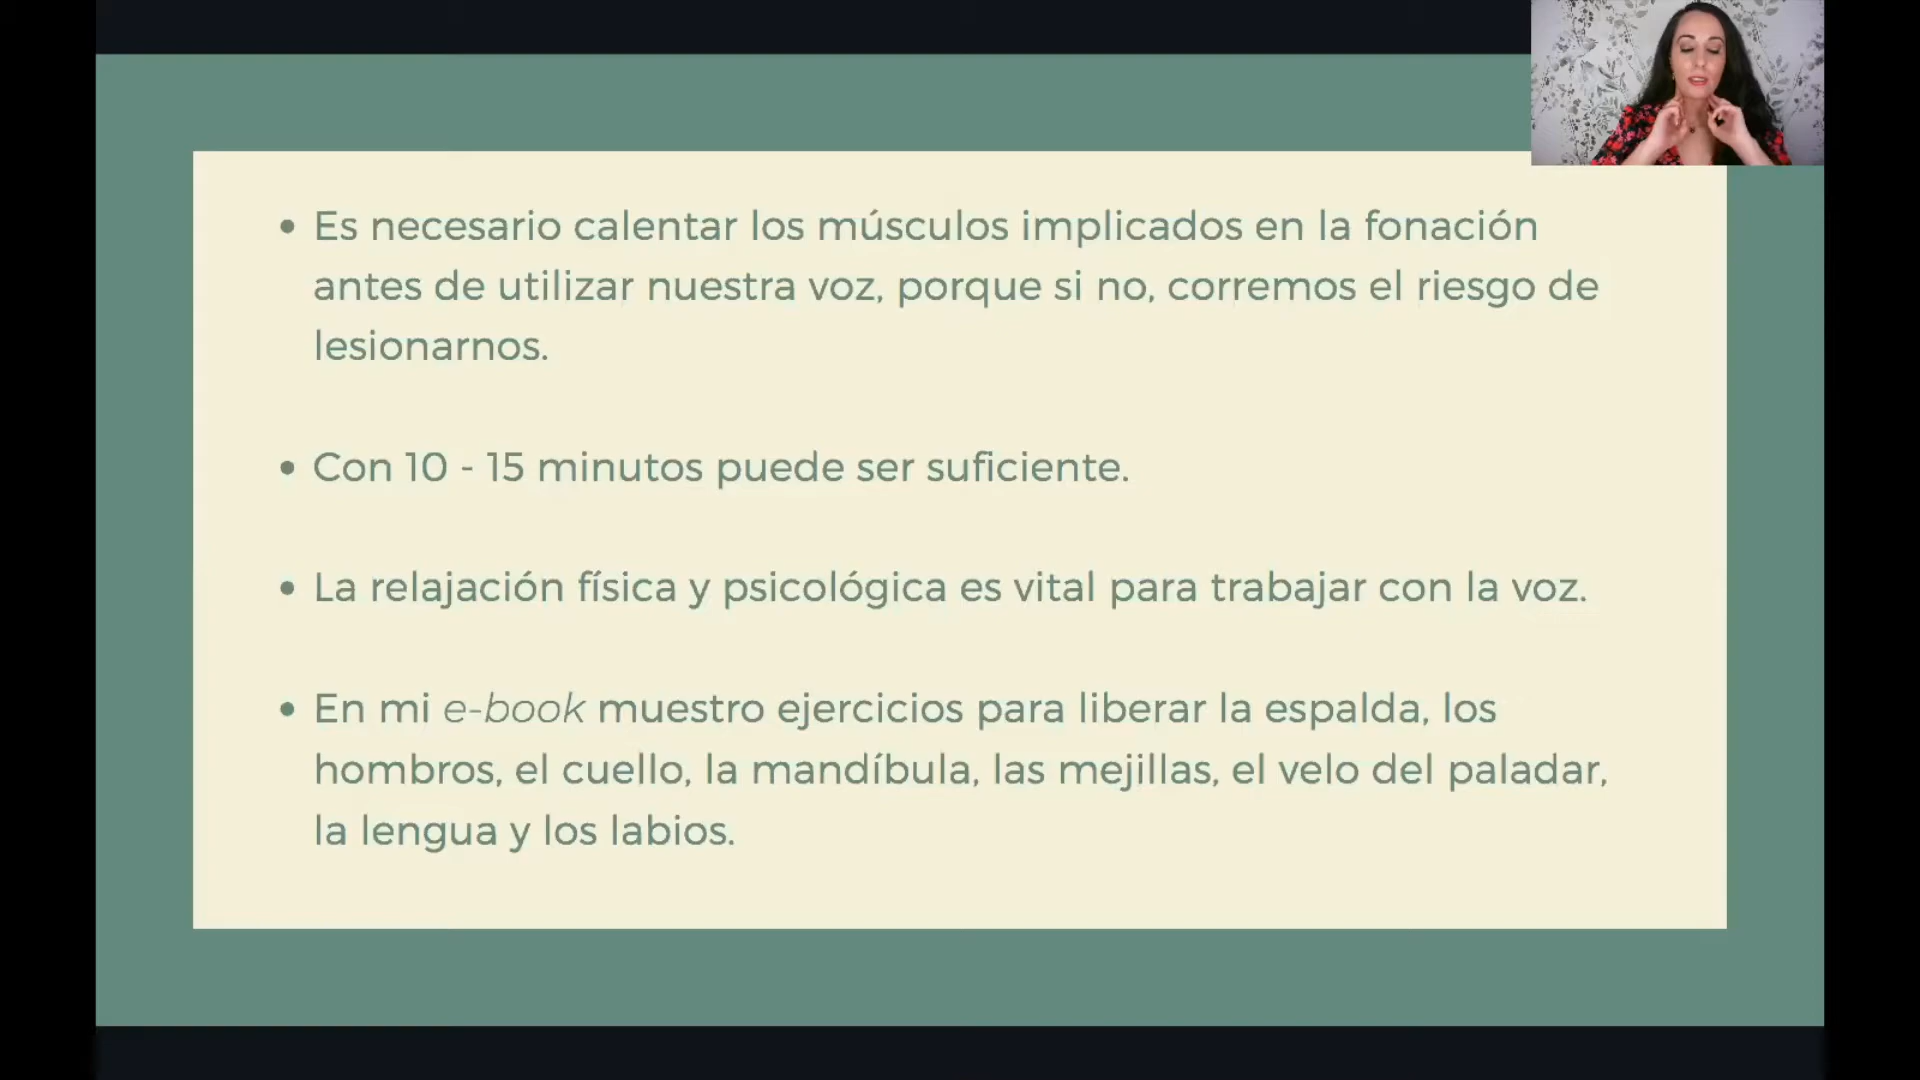 • Es necesario calentar los músculos implicados en la fonación
antes de utilizar nuestra voz, porque si no, corremos el riesgo de
lesionarnos.
• Con 10 - 15 minutos puede ser suficiente.
• La relajación física y psicológica es vital para trabajar con la voz.
• En mi e-book muestro ejercicios para liberar la espalda, los
hombros, el cuello, la mandíbula, las mejillas, el velo del paladar,
la lengua y los labios.